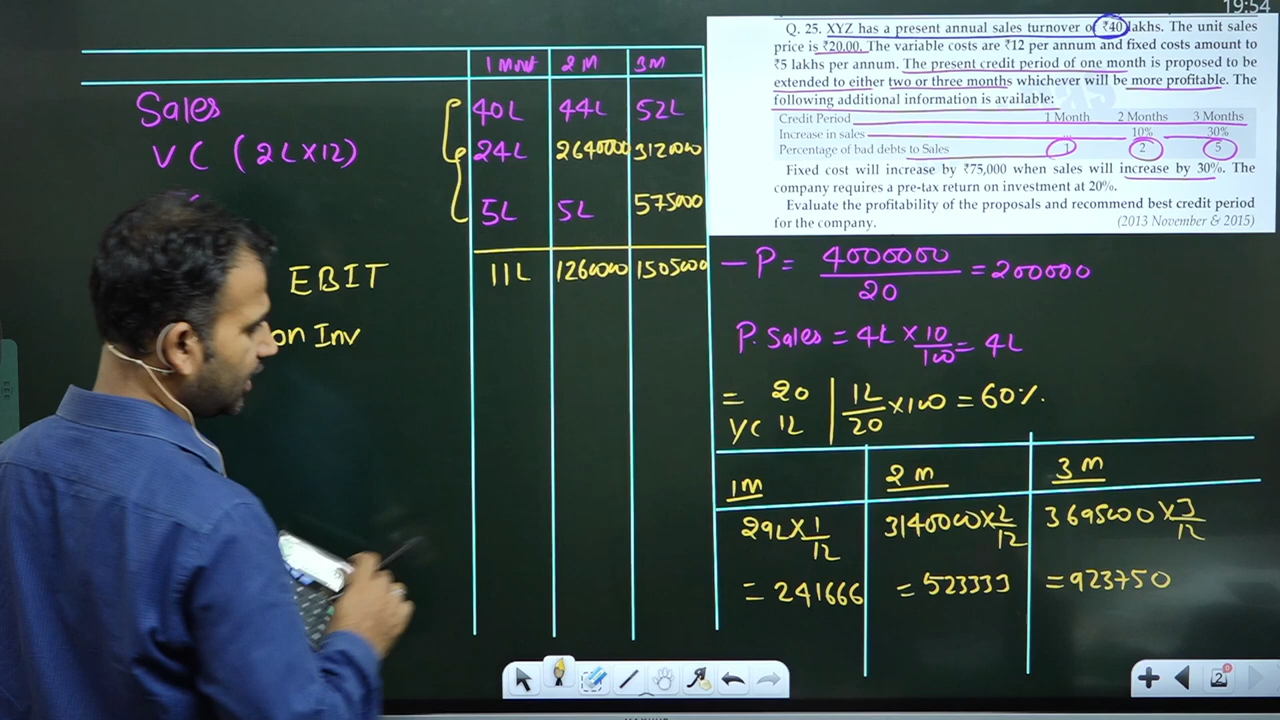 19:54
Q. 25. XYZ has a present annual sales turnover of ₹40 lakhs. The unit sales
price is ₹20.00. The variable costs are ₹12 per annum and fixed costs amount to
₹5 lakhs per annum. The present credit period of one month is proposed to be
extended to either two or three months whichever will be more profitable. The
following additional information is available:
Credit Period 1 Month 2 Months 3 Months
Increase in sales ... 10% 30%
Percentage of bad debts to Sales 1 2 5
Fixed cost will increase by ₹75,000 when sales will increase by 30%. The
company requires a pre-tax return on investment at 20%.
Evaluate the profitability of the proposals and recommend best credit period
for the company. (2013 November & 2015)
1 Mont 2 M 3M
Sales 40L 44L 52L
VC (2L×12) 24L 2640000 3120000
5L 5L 575000
EBIT 11L 1260000 1505000
on Inv
— P = 4000000 / 20 = 200000
P. Sales = 4L × 10/100 = 4L
= 20 | 12/20 × 100 = 60%.
VC 12
1M 2 M 3 M
29L × 1/12 3140000 × 2/12 3695000 × 3/12
= 241666 = 523333 = 923750
2